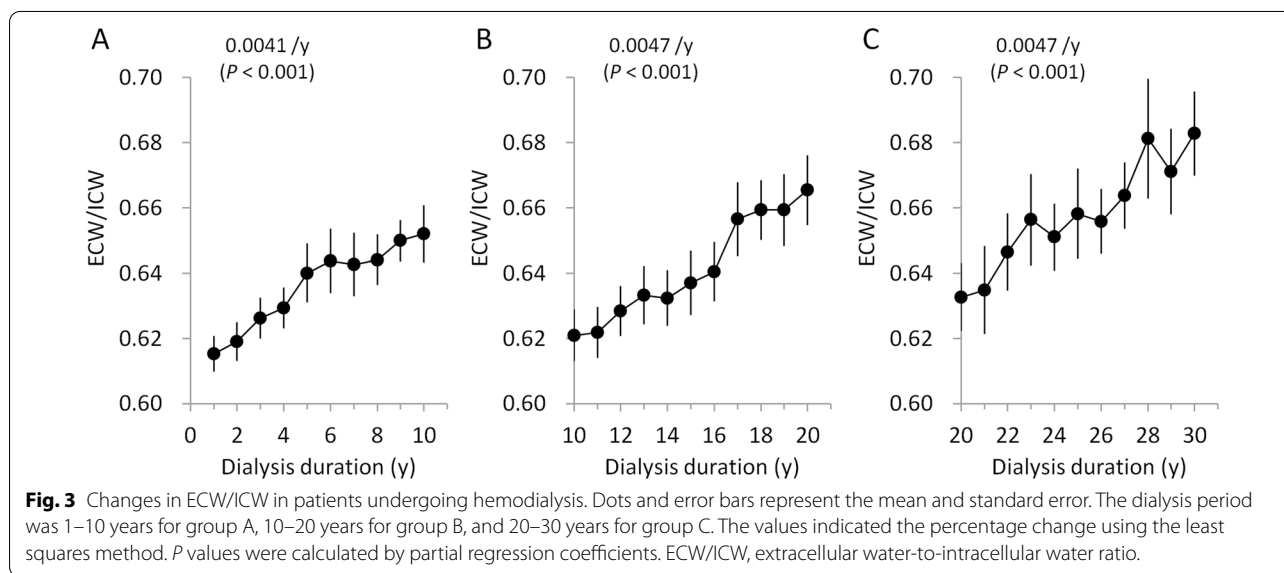 A
0.0041 /y
(P < 0.001)
0.70
0.68
0.66
0.64
0.62
0.60
ECW/ICW
0 2 4 6 8 10
Dialysis duration (y)
B
0.0047 /y
(P < 0.001)
0.70
0.68
0.66
0.64
0.62
0.60
ECW/ICW
10 12 14 16 18 20
Dialysis duration (y)
C
0.0047 /y
(P < 0.001)
0.70
0.68
0.66
0.64
0.62
0.60
ECW/ICW
20 22 24 26 28 30
Dialysis duration (y)
Fig. 3 Changes in ECW/ICW in patients undergoing hemodialysis. Dots and error bars represent the mean and standard error. The dialysis period
was 1–10 years for group A, 10–20 years for group B, and 20–30 years for group C. The values indicated the percentage change using the least
squares method. P values were calculated by partial regression coefficients. ECW/ICW, extracellular water-to-intracellular water ratio.